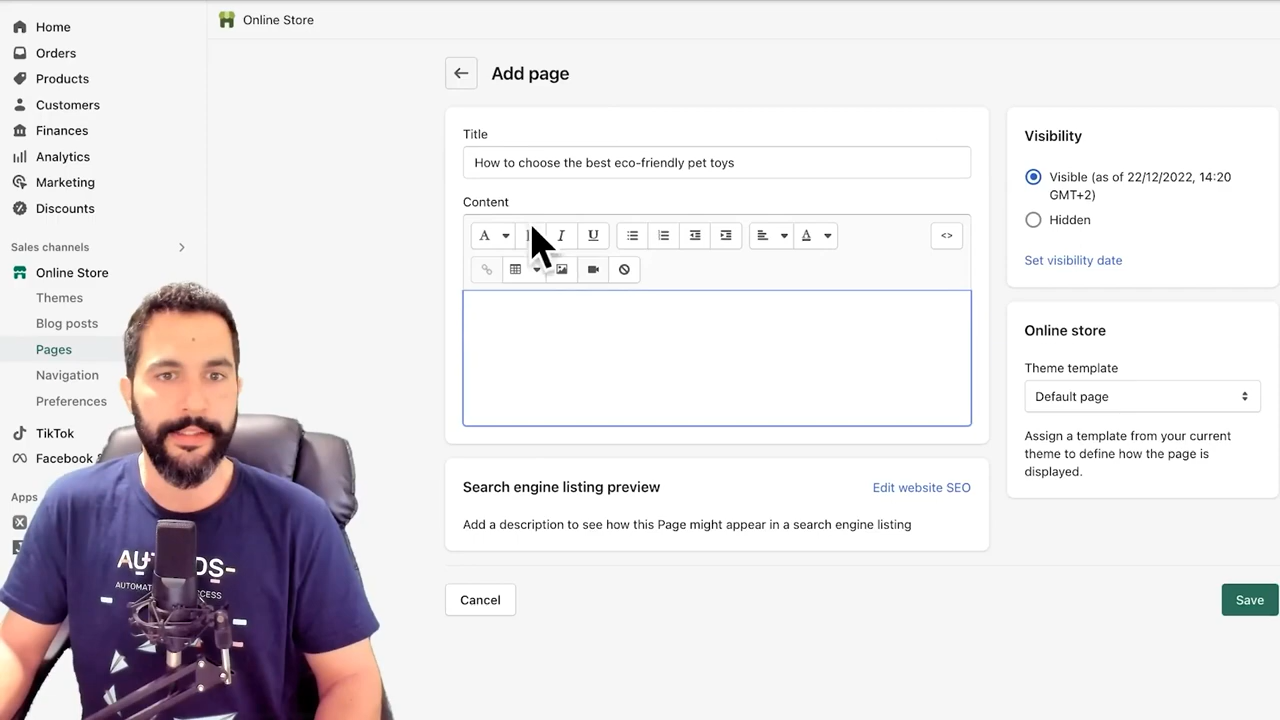 Home
Orders
Products
Customers
Finances
Analytics
Marketing
Discounts
Sales channels
Online Store
Themes
Blog posts
Pages
Navigation
Preferences
TikTok
Facebook
Apps
Online Store
Add page
Title
How to choose the best eco-friendly pet toys
Content
A
I
U
A
<>
Search engine listing preview
Edit website SEO
Add a description to see how this Page might appear in a search engine listing
Cancel
Visibility
Visible (as of 22/12/2022, 14:20
GMT+2)
Hidden
Set visibility date
Online store
Theme template
Default page
Assign a template from your current
theme to define how the page is
displayed.
Save